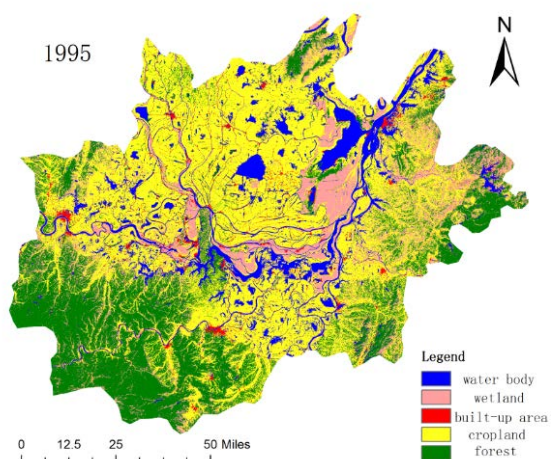 1995
N
Legend
water body
wetland
built-up area
cropland
forest
0 12.5 25 50 Miles